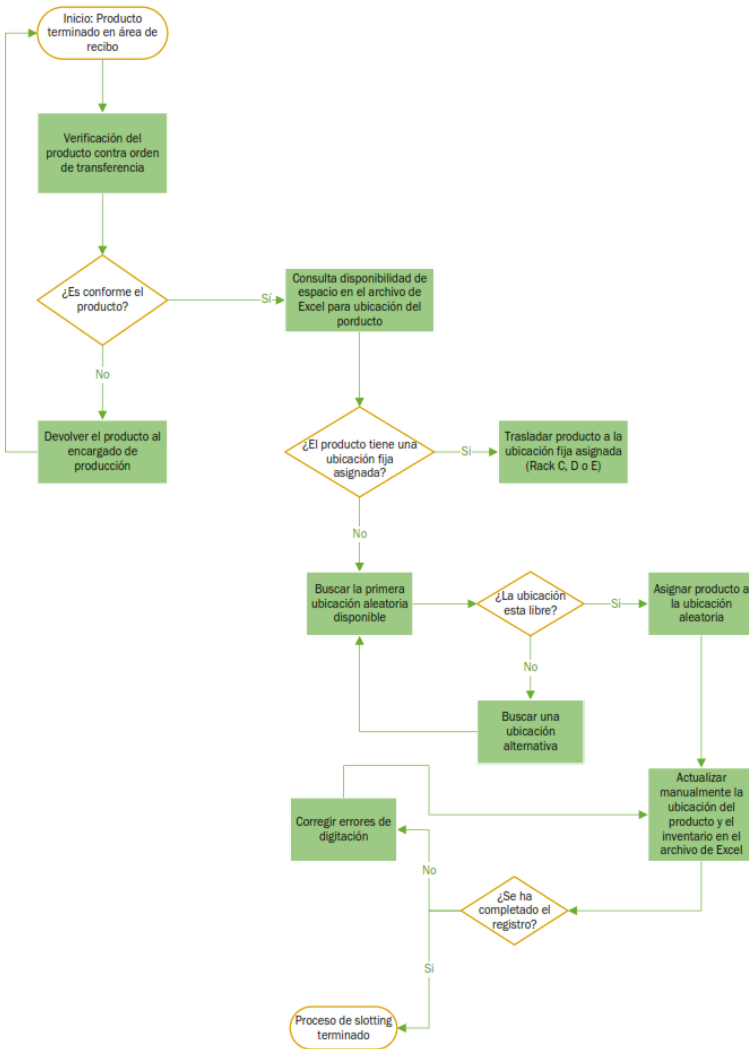 Inicio: Producto
terminado en área de
recibo
Verificación del
producto contra orden
de transferencia
¿Es conforme el
producto?
Sí
Consulta disponibilidad de
espacio en el archivo de
Excel para ubicación del
porducto
No
Devolver el producto al
encargado de
producción
¿El producto tiene una
ubicación fija
asignada?
Si
Trasladar producto a la
ubicación fija asignada
(Rack C, D o E)
No
Buscar la primera
ubicación aleatoria
disponible
¿La ubicación
esta libre?
Si
Asignar producto a
la ubicación
aleatoria
No
Buscar una
ubicación
alternativa
Actualizar
manualmente la
ubicación del
producto y el
inventario en el
archivo de Excel
Corregir errores de
digitación
No
¿Se ha
completado el
registro?
Si
Proceso de slotting
terminado